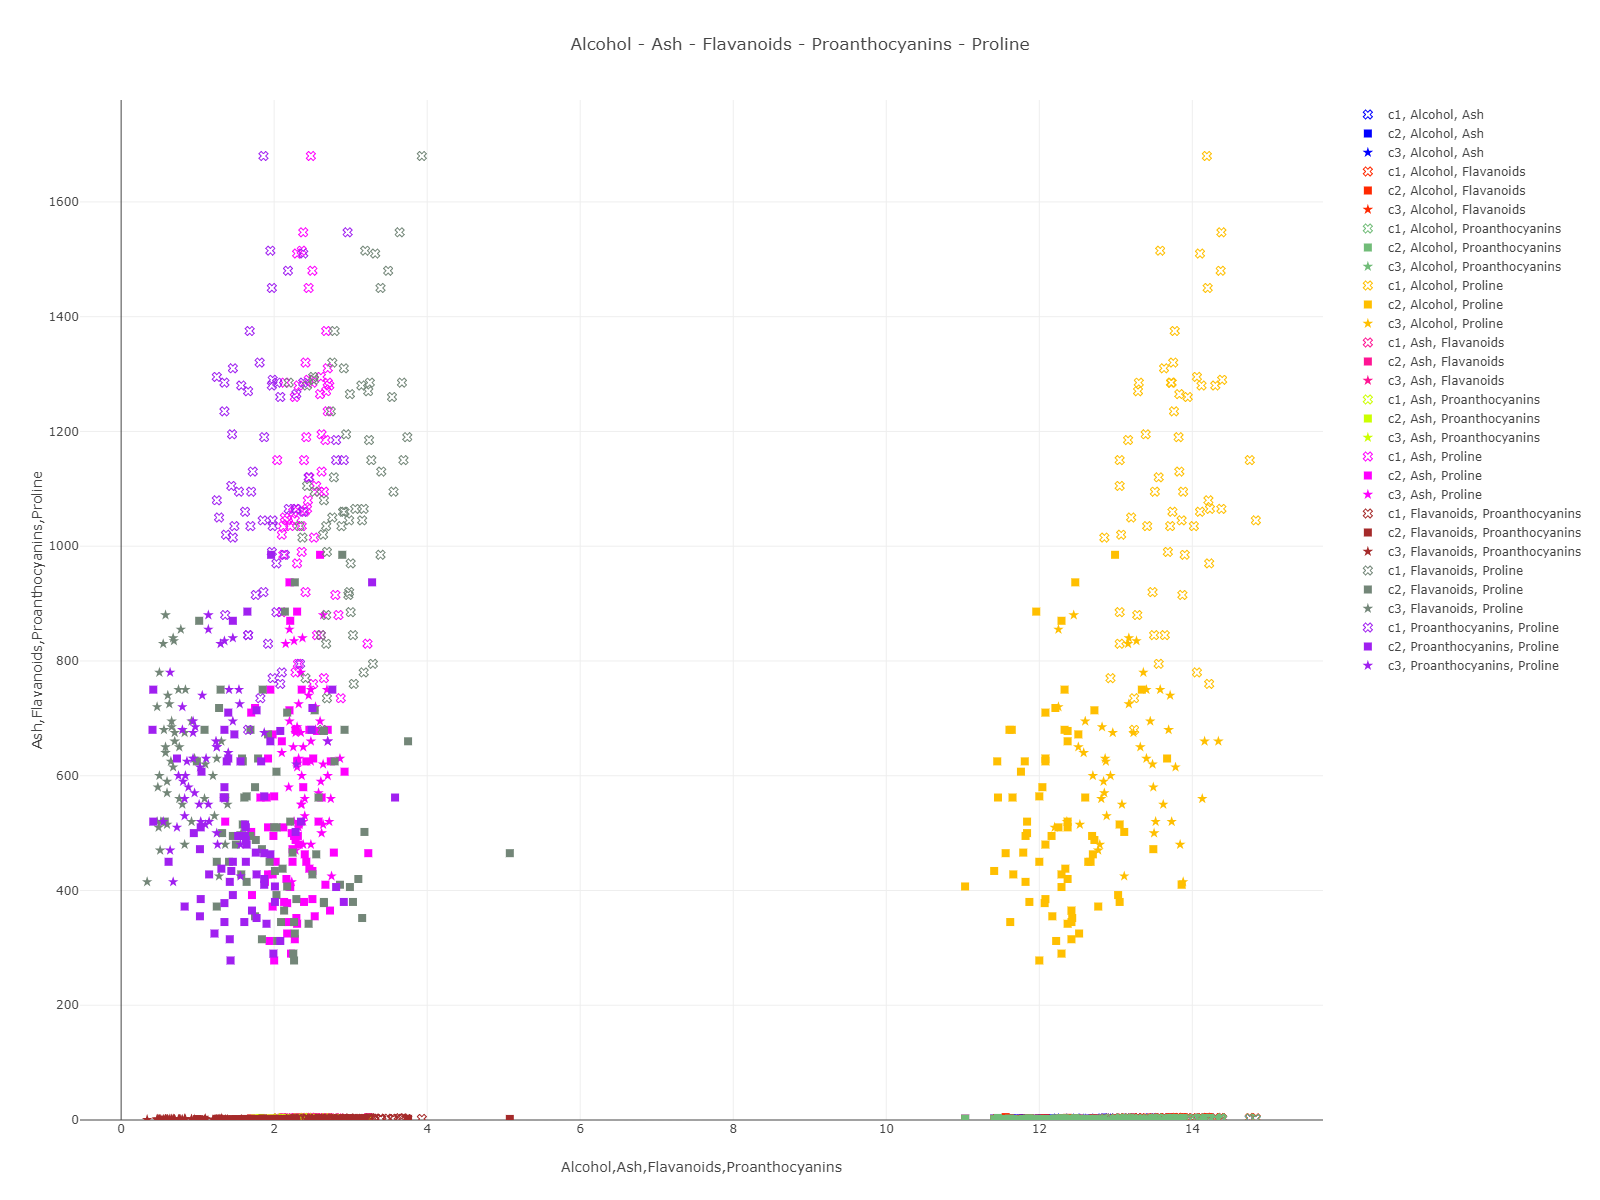 Alcohol - Ash - Flavanoids - Proanthocyanins - Proline
Ash,Flavanoids,Proanthocyanins,Proline
1600
1400
1200
1000
800
600
400
200
0
0 2 4 6 8 10 12 14
Alcohol,Ash,Flavanoids,Proanthocyanins
c1, Alcohol, Ash
c2, Alcohol, Ash
c3, Alcohol, Ash
c1, Alcohol, Flavanoids
c2, Alcohol, Flavanoids
c3, Alcohol, Flavanoids
c1, Alcohol, Proanthocyanins
c2, Alcohol, Proanthocyanins
c3, Alcohol, Proanthocyanins
c1, Alcohol, Proline
c2, Alcohol, Proline
c3, Alcohol, Proline
c1, Ash, Flavanoids
c2, Ash, Flavanoids
c3, Ash, Flavanoids
c1, Ash, Proanthocyanins
c2, Ash, Proanthocyanins
c3, Ash, Proanthocyanins
c1, Ash, Proline
c2, Ash, Proline
c3, Ash, Proline
c1, Flavanoids, Proanthocyanins
c2, Flavanoids, Proanthocyanins
c3, Flavanoids, Proanthocyanins
c1, Flavanoids, Proline
c2, Flavanoids, Proline
c3, Flavanoids, Proline
c1, Proanthocyanins, Proline
c2, Proanthocyanins, Proline
c3, Proanthocyanins, Proline